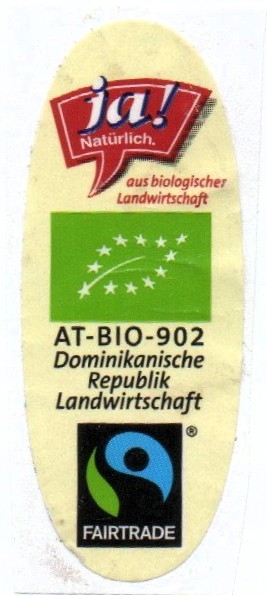 ja!
Natürlich.
aus biologischer
Landwirtschaft
AT-BIO-902
Dominikanische
Republik
Landwirtschaft
®
FAIRTRADE